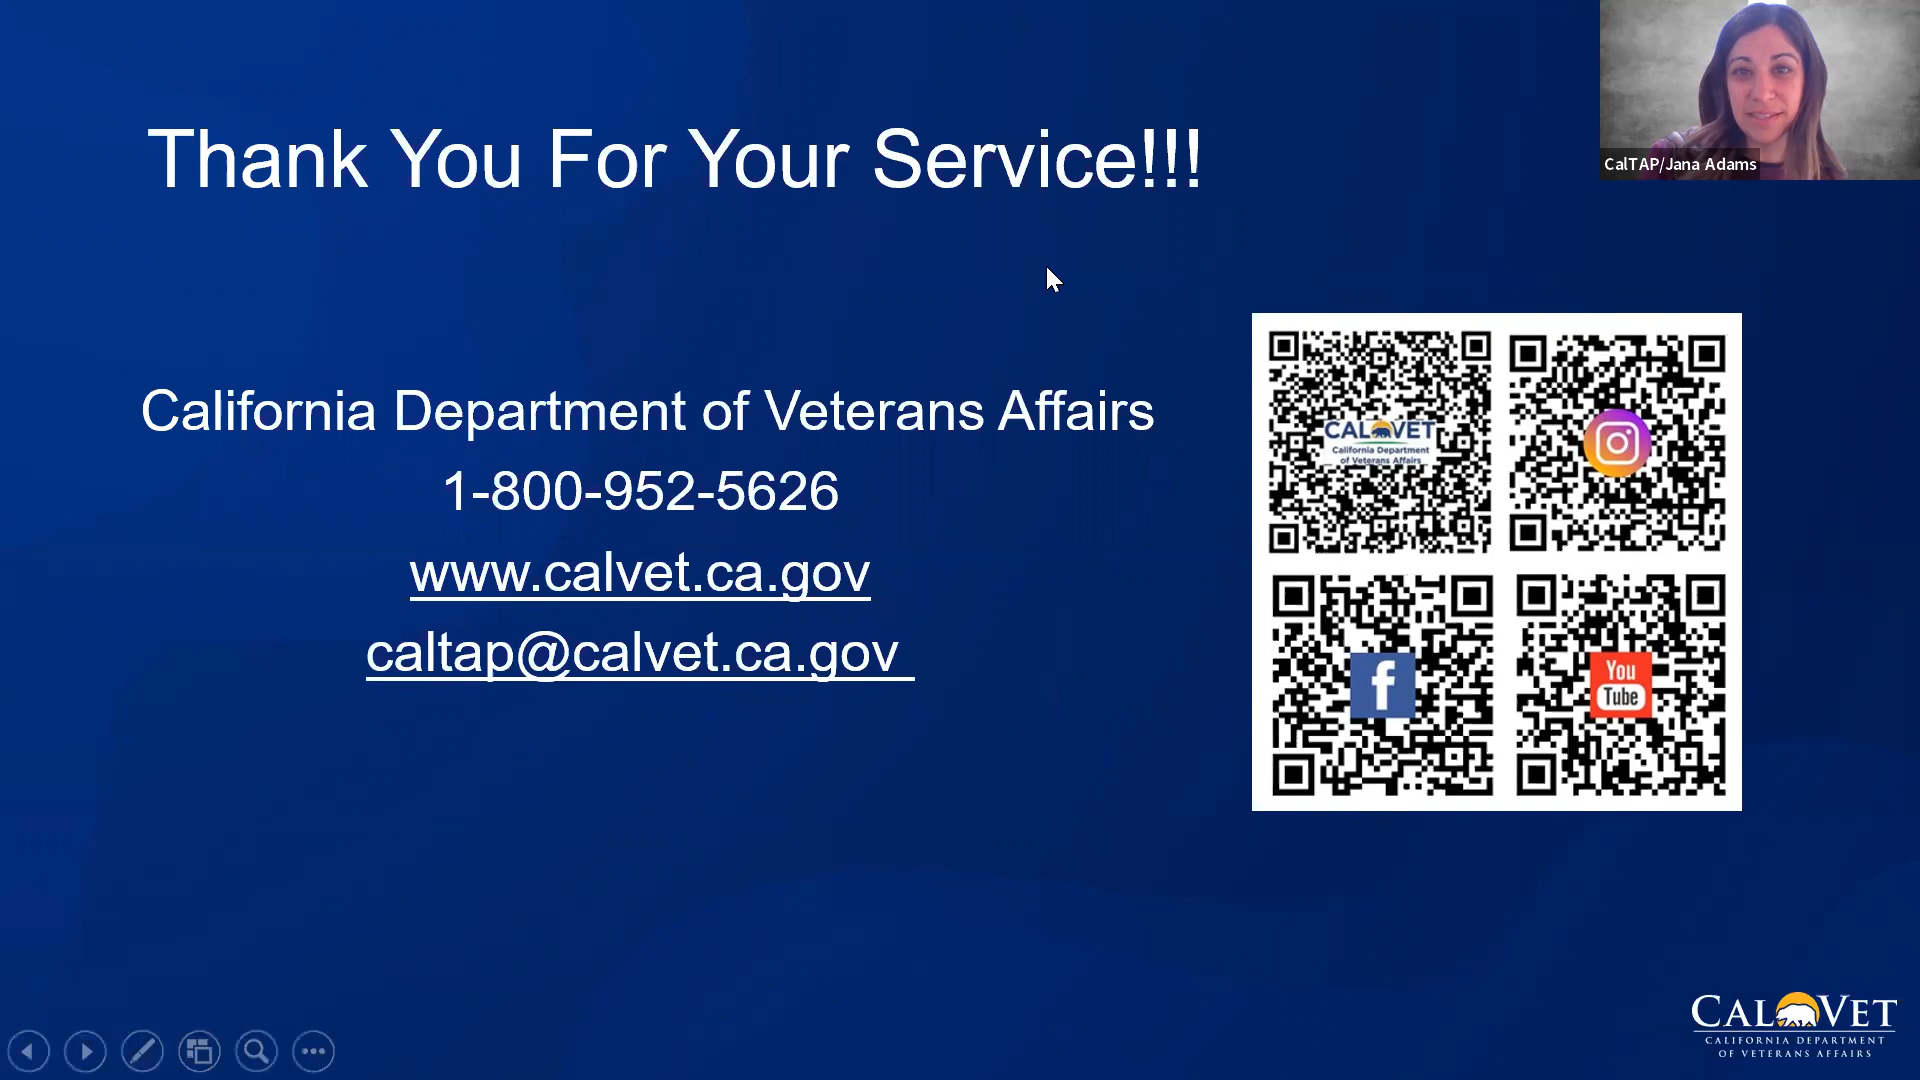 Thank You For Your Service!!!
CalTAP/Jana Adams
California Department of Veterans Affairs
1-800-952-5626
www.calvet.ca.gov
caltap@calvet.ca.gov
CALVET
California Department
of Veterans Affairs
f
You
Tube
CALVET
CALIFORNIA DEPARTMENT
OF VETERANS AFFAIRS